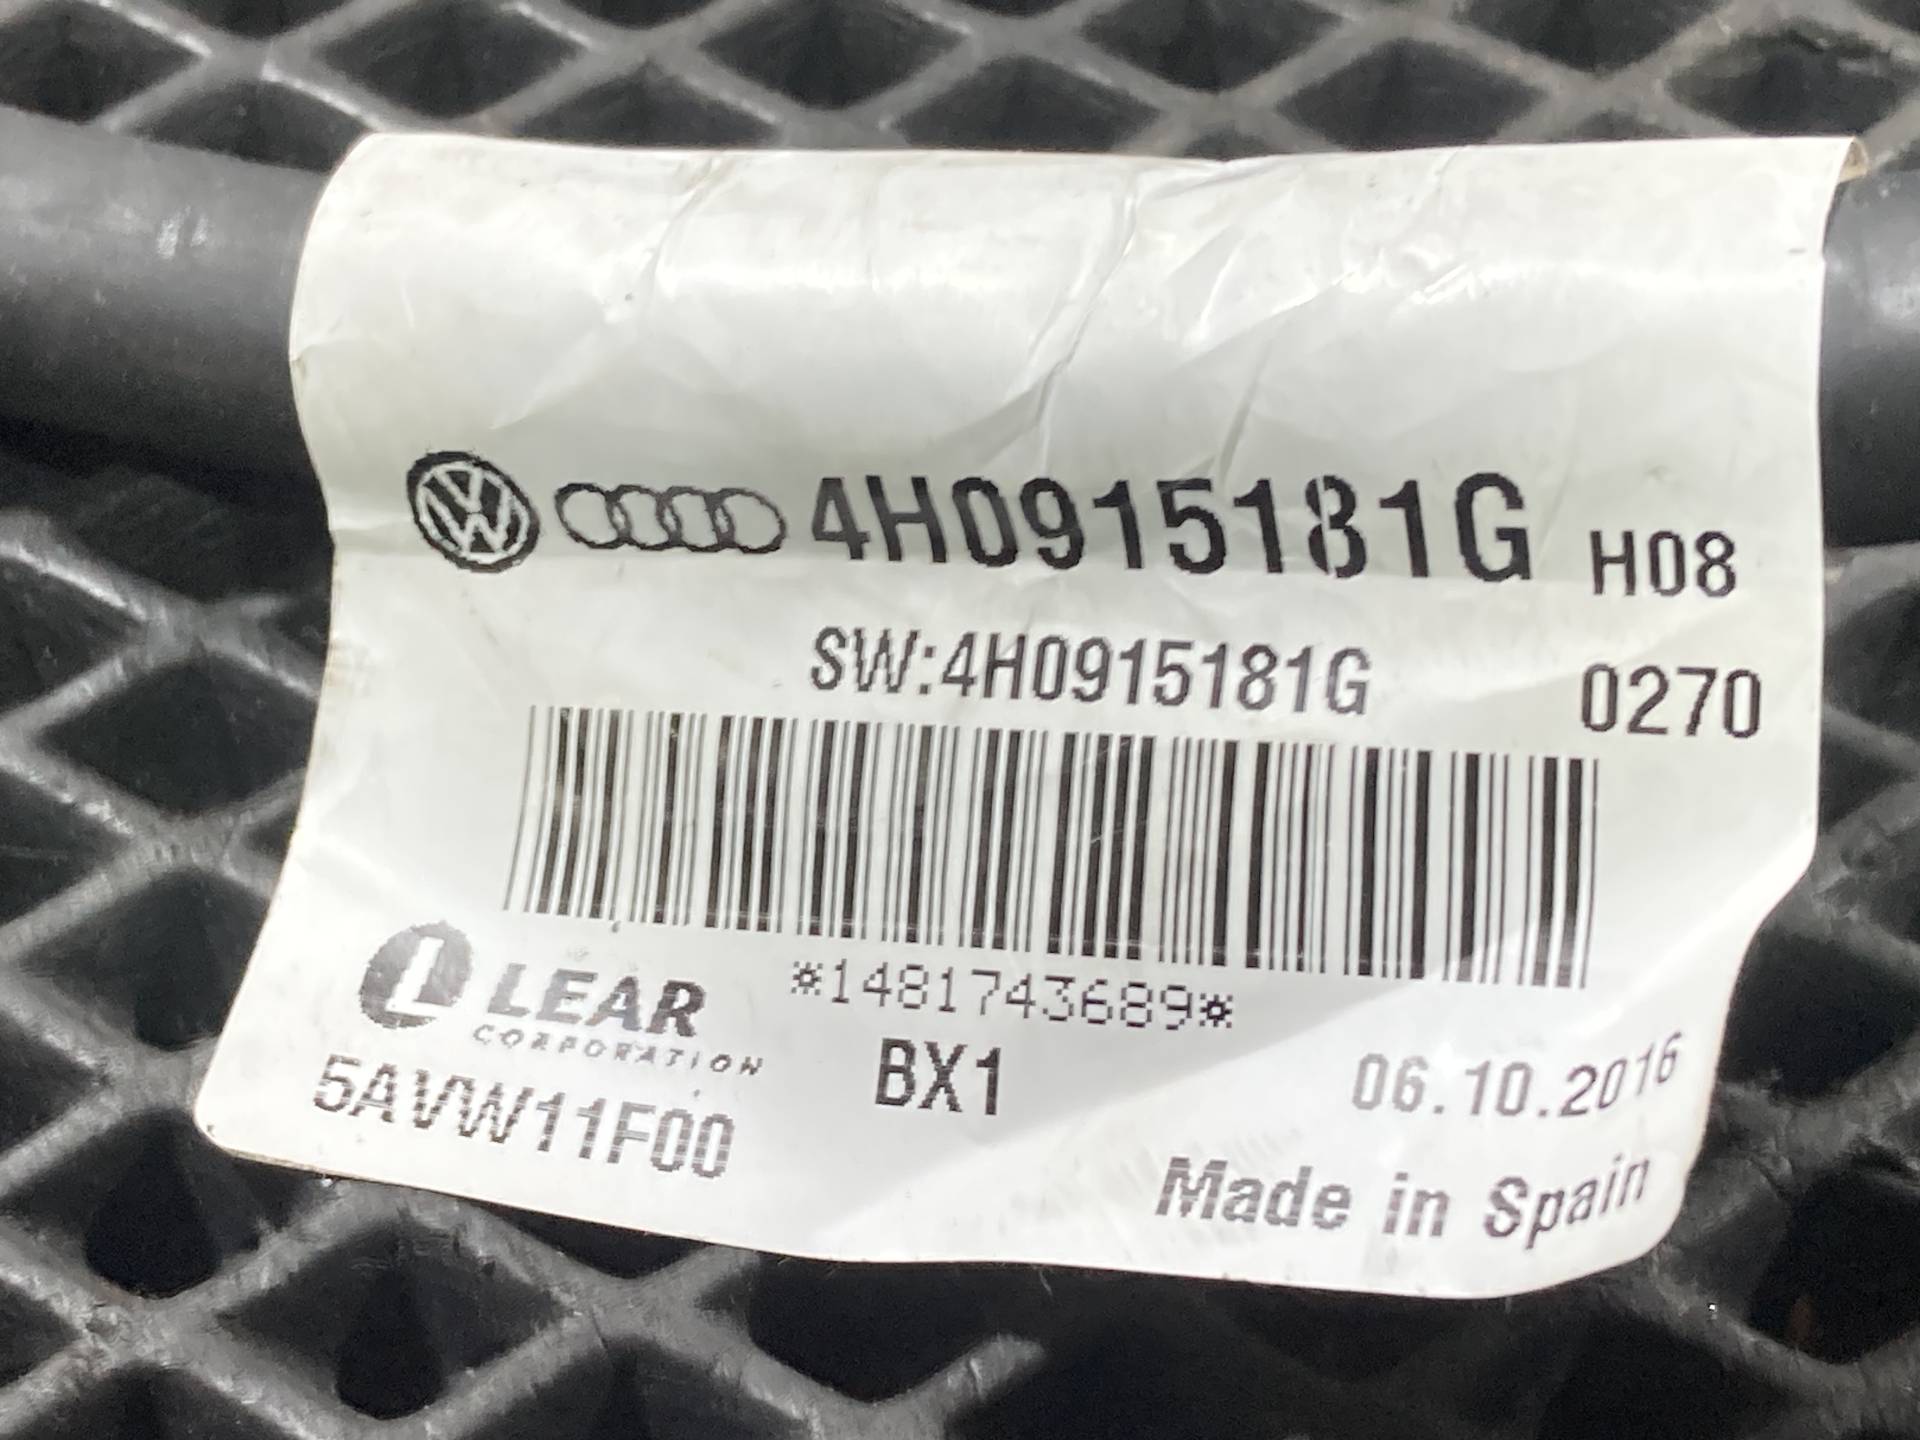 4H0915181G H08
SW:4H0915181G 0270
*1481743689*
LEAR
CORPORATION
BX1 06.10.2016
5AVW11F00
Made in Spain